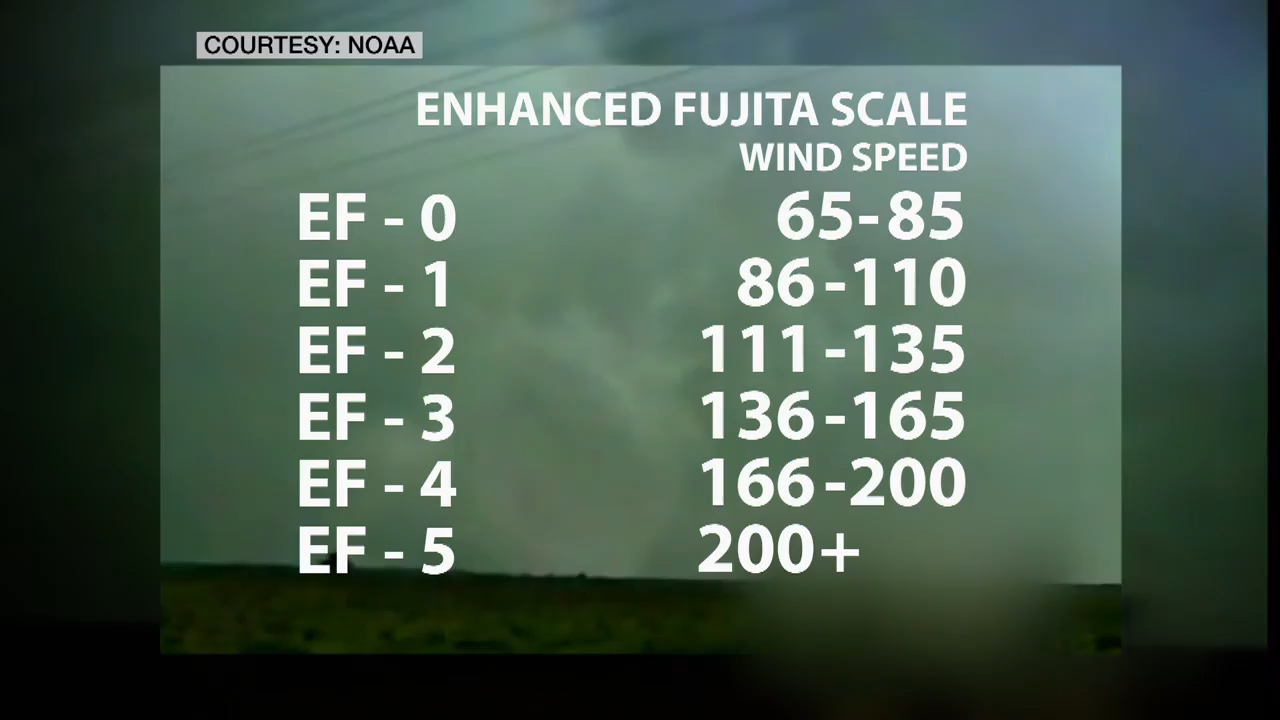 COURTESY: NOAA
ENHANCED FUJITA SCALE
WIND SPEED
EF - 0 65-85
EF - 1 86-110
EF - 2 111-135
EF - 3 136-165
EF - 4 166-200
EF - 5 200+